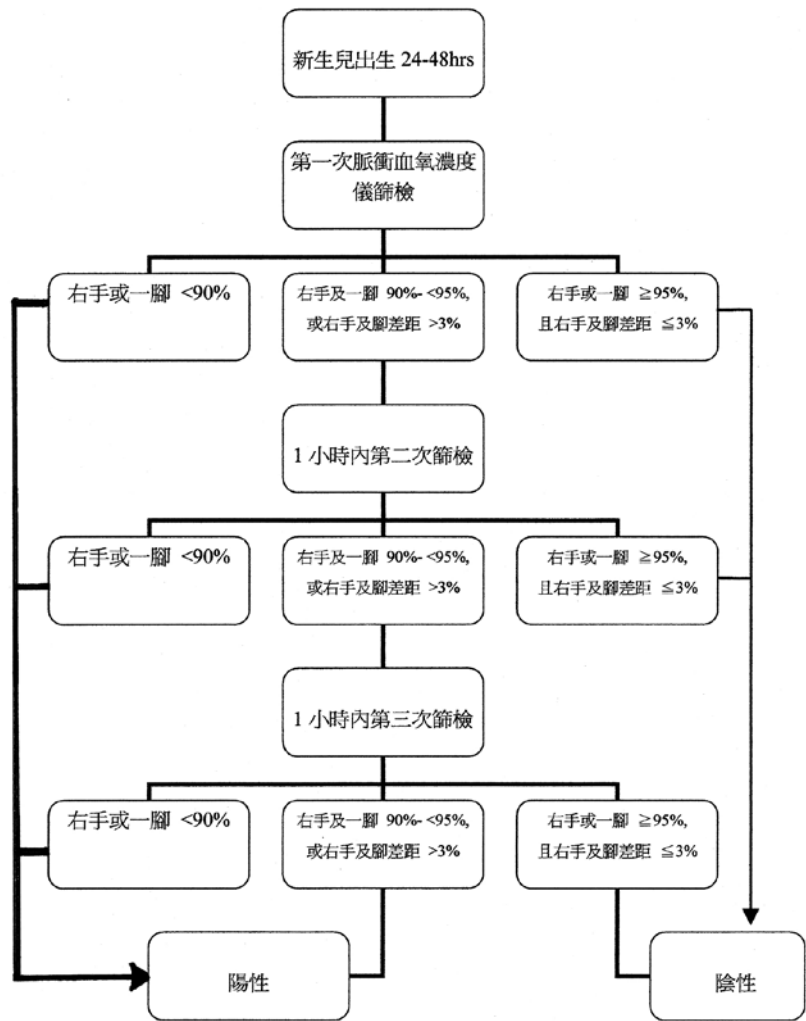 新生兒出生 24-48hrs
第一次脈衝血氧濃度
儀篩檢
右手或一腳 <90%
右手及一腳 90%- <95%,
或右手及腳差距 >3%
右手或一腳 ≧95%,
且右手及腳差距 ≦3%
1 小時內第二次篩檢
右手或一腳 <90%
右手及一腳 90%- <95%,
或右手及腳差距 >3%
右手或一腳 ≧95%,
且右手及腳差距 ≦3%
1 小時內第三次篩檢
右手或一腳 <90%
右手及一腳 90%- <95%,
或右手及腳差距 >3%
右手或一腳 ≧95%,
且右手及腳差距 ≦3%
陽性
陰性